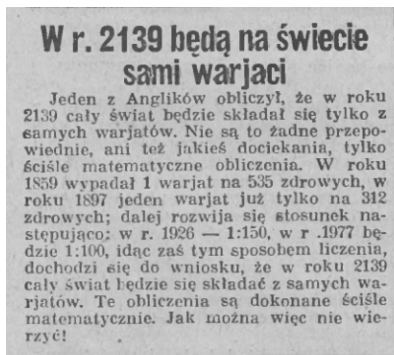 W r. 2139 będą na świecie
sami warjaci
Jeden z Anglików obliczył, że w roku
2139 cały świat będzie składał się tylko z
samych warjatów. Nie są to żadne przepo-
wiednie, ani też jakieś dociekania, tylko
ściśle matematyczne obliczenia. W roku
1859 wypadał 1 warjat na 535 zdrowych, w
roku 1897 jeden warjat już tylko na 312
zdrowych; dalej rozwija się stosunek na-
stępująco: w r. 1926 — 1:150, w r .1977 bę-
dzie 1:100, idąc zaś tym sposobem liczenia,
dochodzi się do wniosku, że w roku 2139
cały świat będzie się składać z samych wa-
rjatów. Te obliczenia są dokonane ściśle
matematycznie. Jak można więc nie wie-
rzyć!